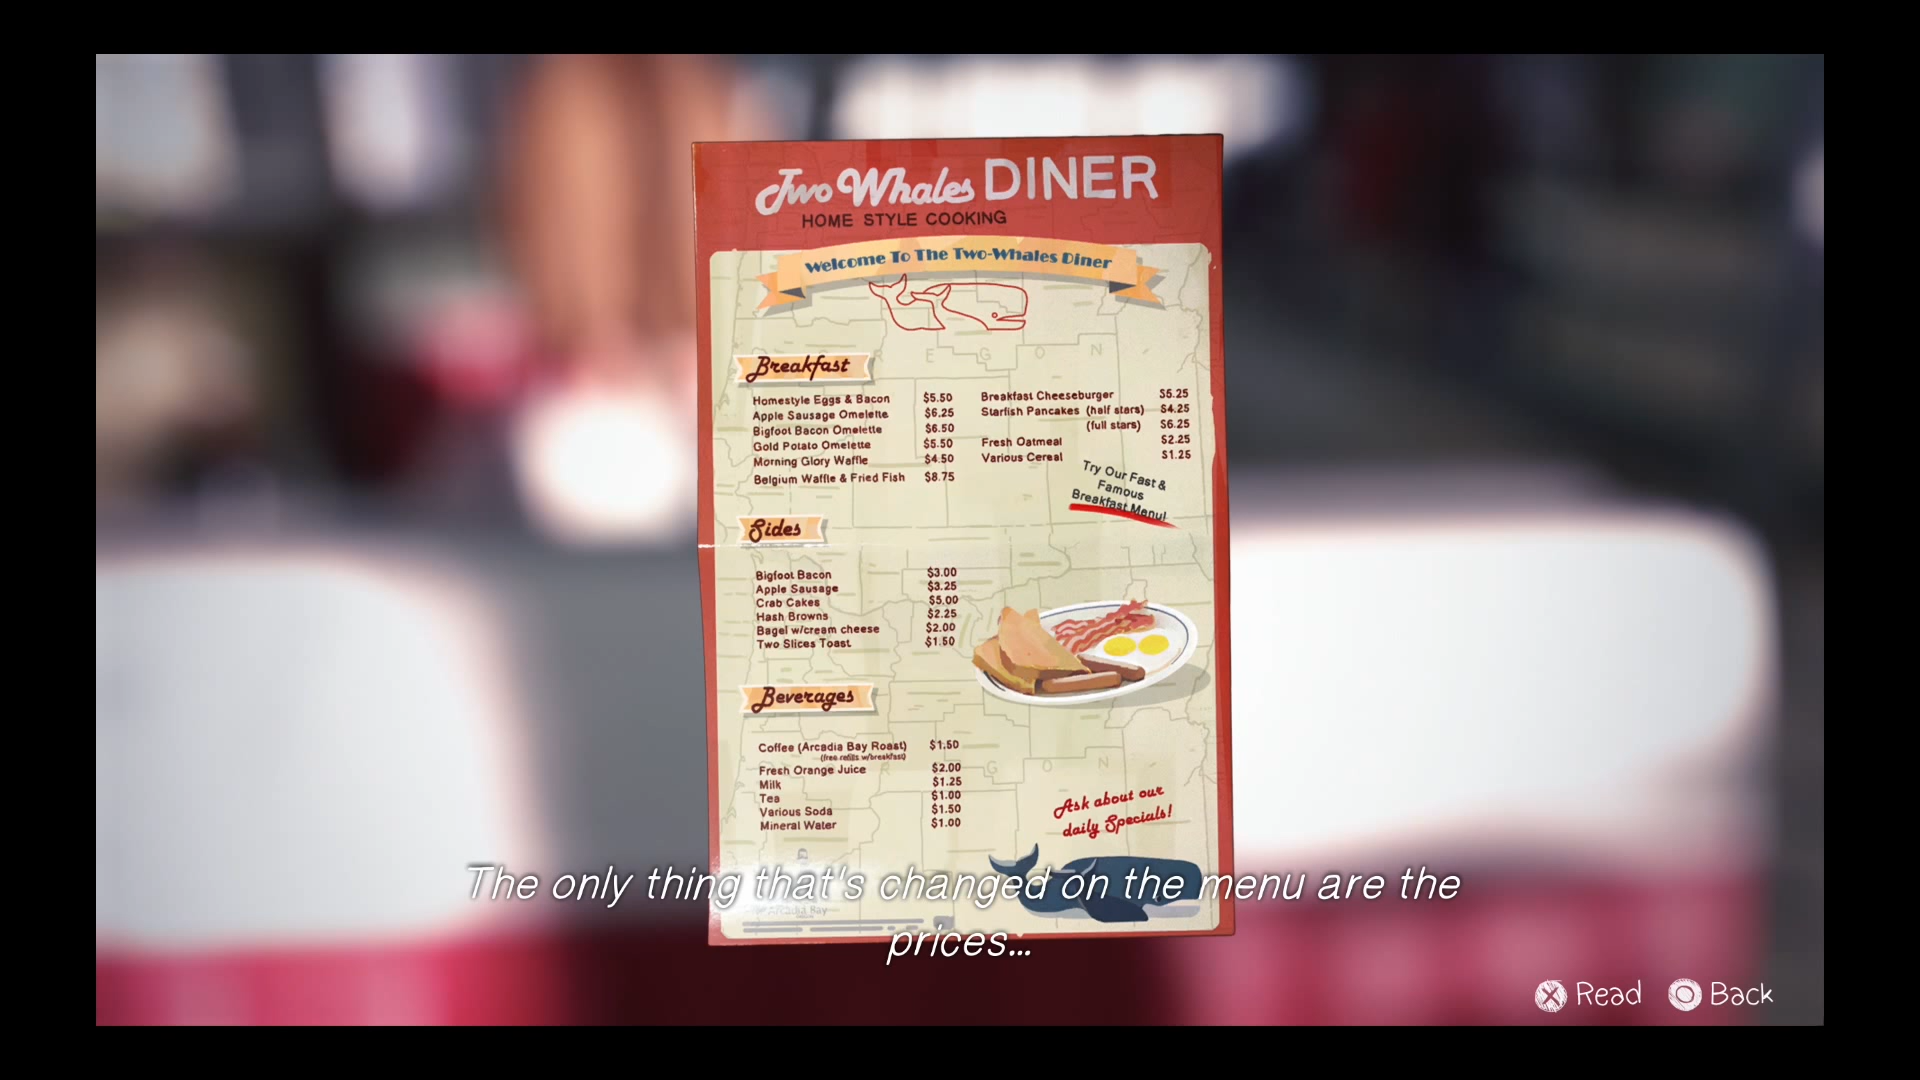 Two Whales DINER
HOME STYLE COOKING
Welcome To The Two-Whales Diner
E G O N
Breakfast
Homestyle Eggs & Bacon $5.50
Apple Sausage Omelette $6.25
Bigfoot Bacon Omelette $6.50
Gold Potato Omelette $5.50
Morning Glory Waffle $4.50
Belgium Waffle & Fried Fish $8.75
Breakfast Cheeseburger $5.25
Starfish Pancakes (half stars) $4.25
(full stars) $6.25
Fresh Oatmeal $2.25
Various Cereal $1.25
Try Our Fast &
Famous
Breakfast Menu!
Sides
Bigfoot Bacon $3.00
Apple Sausage $3.25
Crab Cakes $5.00
Hash Browns $2.25
Bagel w/cream cheese $2.00
Two Slices Toast $1.50
Beverages
Coffee (Arcadia Bay Roast) $1.50
(free refills w/breakfast)
Fresh Orange Juice $2.00
Milk $1.25
Tea $1.00
Various Soda $1.50
Mineral Water $1.00
G O N
Ask about our
daily Specials!
Arcadia Bay
The only thing that's changed on the menu are the
prices...
Read Back